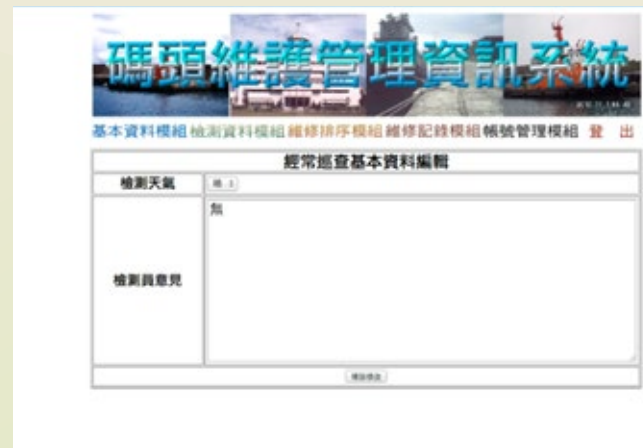 碼頭維護管理資訊系統
基本資料模組 檢測資料模組 維修排序模組 維修記錄模組 帳號管理模組 登 出
經常巡查基本資料編輯
檢測天氣
檢測員意見
無